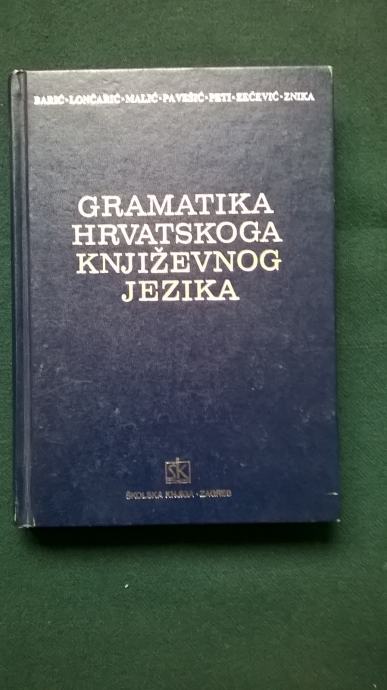 BARIĆ • LONČARIĆ • MALIĆ • PAVEŠIĆ • PETI • ZEČEVIĆ • ZNIKA
GRAMATIKA
HRVATSKOGA
KNJIŽEVNOG
JEZIKA
ŠK
ŠKOLSKA KNJIGA • ZAGREB